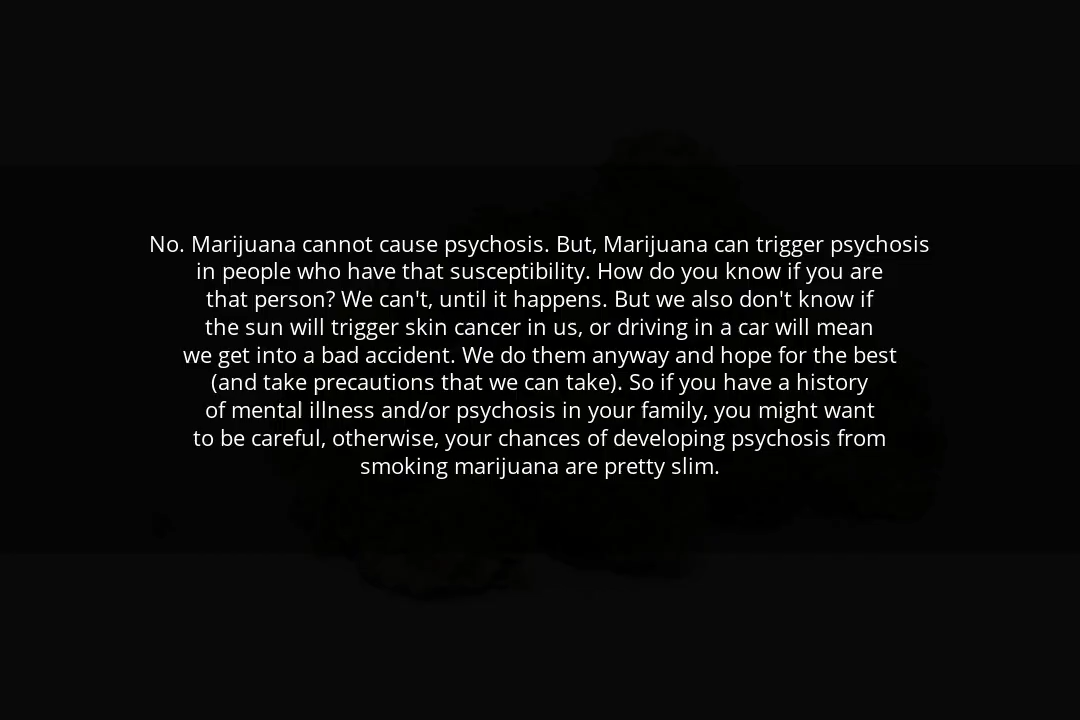 No. Marijuana cannot cause psychosis. But, Marijuana can trigger psychosis
in people who have that susceptibility. How do you know if you are
that person? We can't, until it happens. But we also don't know if
the sun will trigger skin cancer in us, or driving in a car will mean
we get into a bad accident. We do them anyway and hope for the best
(and take precautions that we can take). So if you have a history
of mental illness and/or psychosis in your family, you might want
to be careful, otherwise, your chances of developing psychosis from
smoking marijuana are pretty slim.